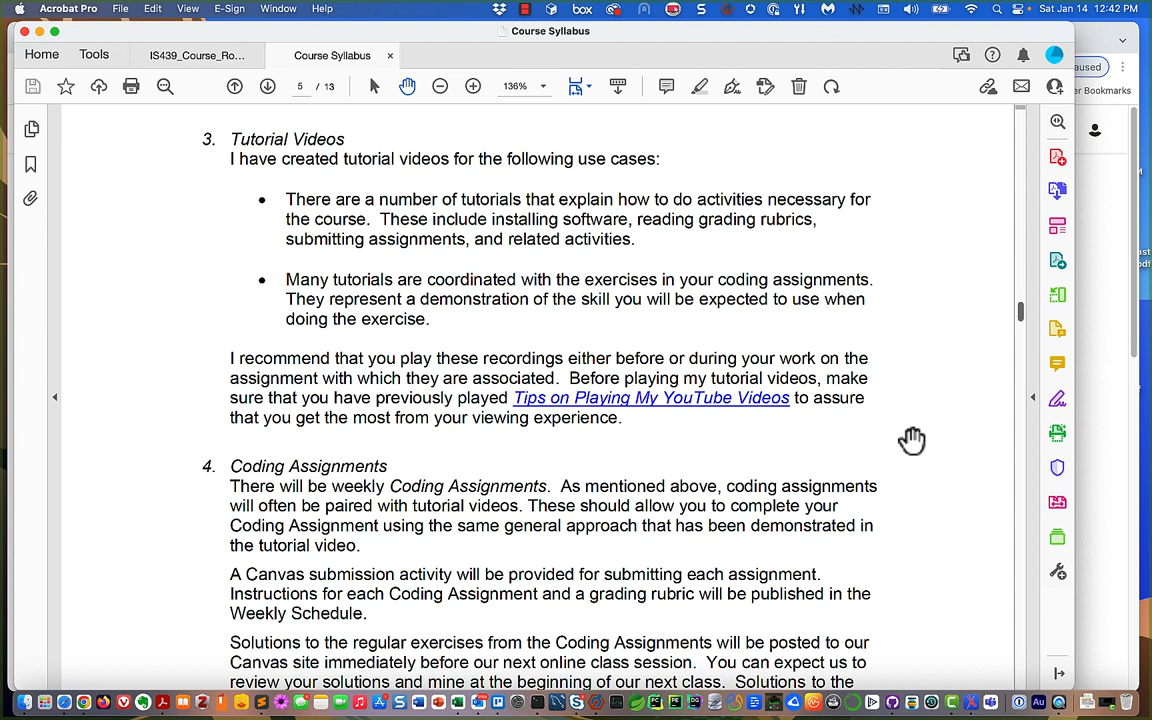 Acrobat Pro File Edit View E-Sign Window Help box Sat Jan 14 12:42 PM
Course Syllabus
Home Tools IS439_Course_Ro... Course Syllabus
5 / 13 136%
aused
er Bookmarks
3. Tutorial Videos
I have created tutorial videos for the following use cases:
• There are a number of tutorials that explain how to do activities necessary for
the course. These include installing software, reading grading rubrics,
submitting assignments, and related activities.
• Many tutorials are coordinated with the exercises in your coding assignments.
They represent a demonstration of the skill you will be expected to use when
doing the exercise.
I recommend that you play these recordings either before or during your work on the
assignment with which they are associated. Before playing my tutorial videos, make
sure that you have previously played Tips on Playing My YouTube Videos to assure
that you get the most from your viewing experience.
4. Coding Assignments
There will be weekly Coding Assignments. As mentioned above, coding assignments
will often be paired with tutorial videos. These should allow you to complete your
Coding Assignment using the same general approach that has been demonstrated in
the tutorial video.
A Canvas submission activity will be provided for submitting each assignment.
Instructions for each Coding Assignment and a grading rubric will be published in the
Weekly Schedule.
Solutions to the regular exercises from the Coding Assignments will be posted to our
Canvas site immediately before our next online class session. You can expect us to
review your solutions and mine at the beginning of our next class. Solutions to the